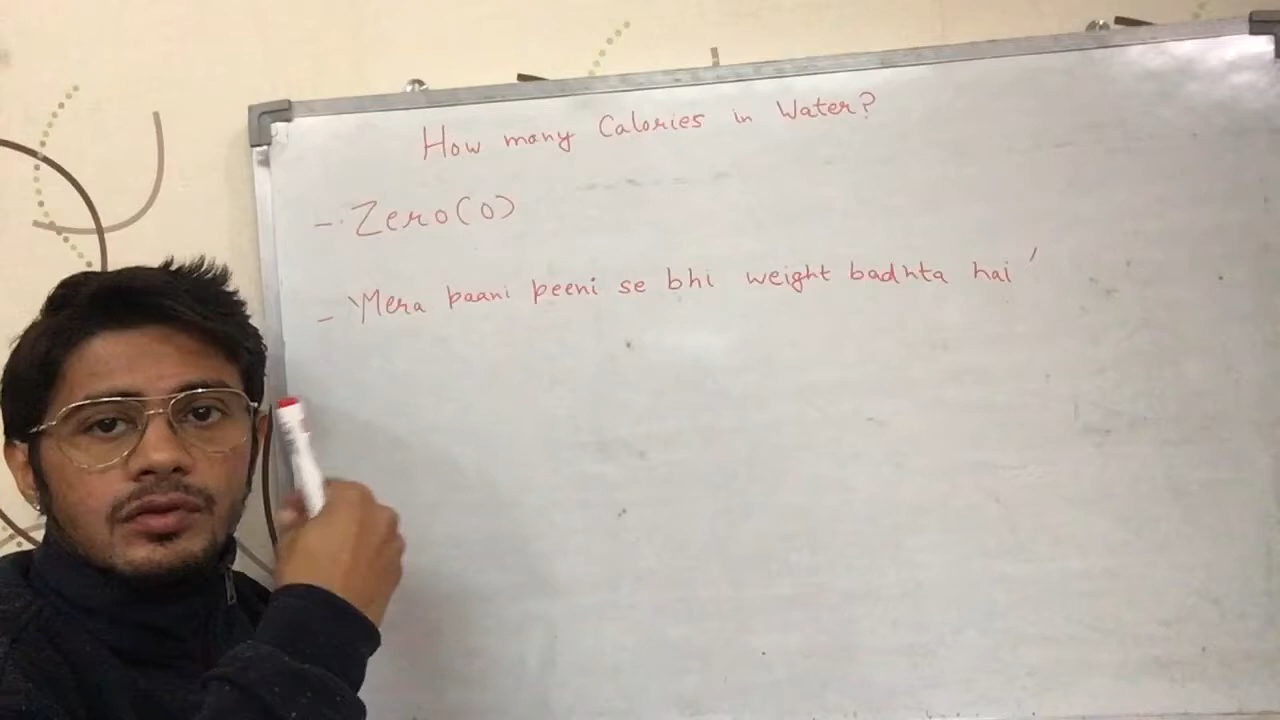 How many Calories in Water?
- Zero(0)
- 'Mera paani peeni se bhi weight badhta hai'